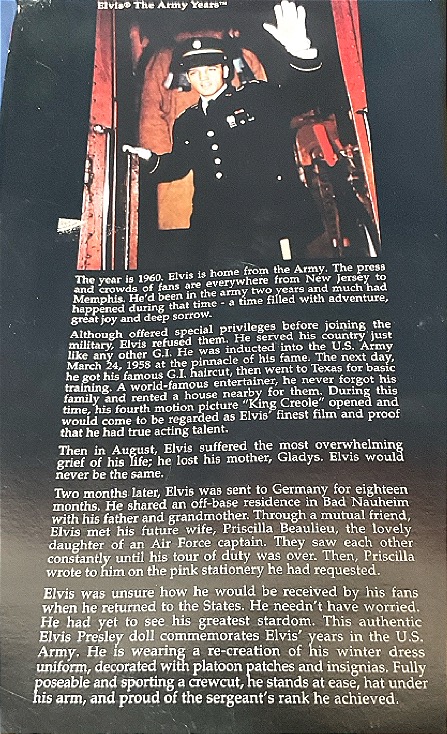 Elvis® The Army Years™
The year is 1960. Elvis is home from the Army. The press
and crowds of fans are everywhere from New Jersey to
Memphis. He'd been in the army two years and much had
happened during that time - a time filled with adventure,
great joy and deep sorrow.
Although offered special privileges before joining the
military, Elvis refused them. He served his country just
like any other G.I. He was inducted into the U.S. Army
March 24, 1958 at the pinnacle of his fame. The next day,
he got his famous G.I. haircut, then went to Texas for basic
training. A world-famous entertainer, he never forgot his
family and rented a house nearby for them. During this
time, his fourth motion picture "King Creole" opened and
would come to be regarded as Elvis' finest film and proof
that he had true acting talent.
Then in August, Elvis suffered the most overwhelming
grief of his life; he lost his mother, Gladys. Elvis would
never be the same.
Two months later, Elvis was sent to Germany for eighteen
months. He shared an off-base residence in Bad Nauheim
with his father and grandmother. Through a mutual friend,
Elvis met his future wife, Priscilla Beaulieu, the lovely
daughter of an Air Force captain. They saw each other
constantly until his tour of duty was over. Then, Priscilla
wrote to him on the pink stationery he had requested.
Elvis was unsure how he would be received by his fans
when he returned to the States. He needn't have worried.
He had yet to see his greatest stardom. This authentic
Elvis Presley doll commemorates Elvis' years in the U.S.
Army. He is wearing a re-creation of his winter dress
uniform, decorated with platoon patches and insignias. Fully
poseable and sporting a crewcut, he stands at ease, hat under
his arm, and proud of the sergeant's rank he achieved.